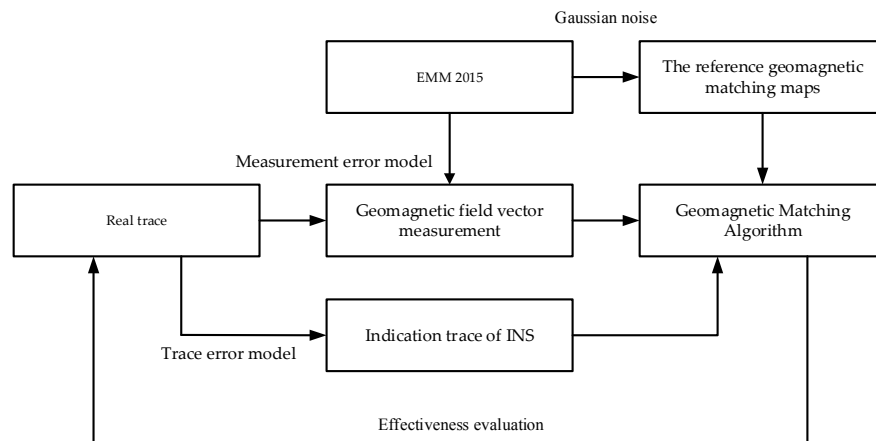 Gaussian noise
EMM 2015
The reference geomagnetic
matching maps
Measurement error model
Real trace
Geomagnetic field vector
measurement
Geomagnetic Matching
Algorithm
Indication trace of INS
Trace error model
Effectiveness evaluation